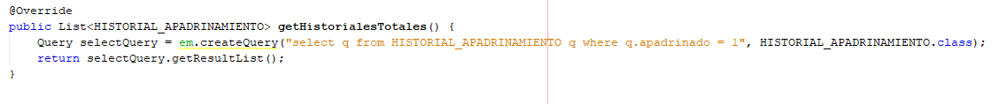 @Override
public List<HISTORIAL_APADRINAMIENTO> getHistorialesTotales() {
    Query selectQuery = em.createQuery("select q from HISTORIAL_APADRINAMIENTO q where q.apadrinado = 1", HISTORIAL_APADRINAMIENTO.class);
    return selectQuery.getResultList();
}